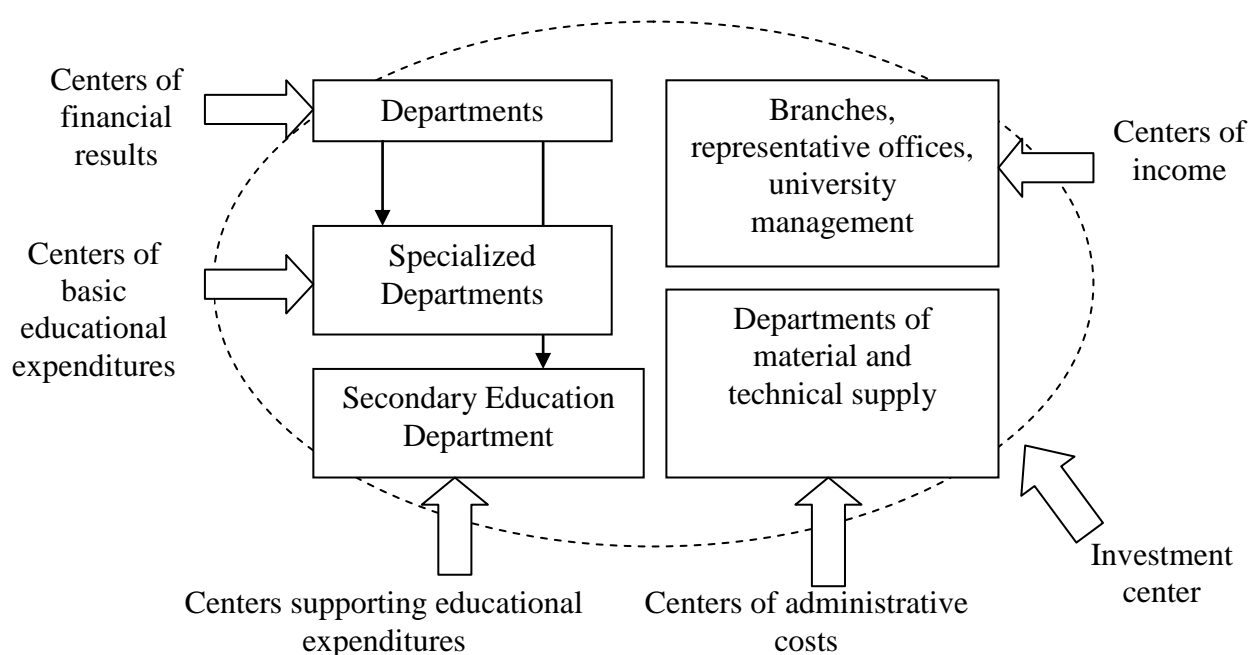 Centers of
financial
results
Departments
Branches,
representative offices,
university
management
Centers of
income
Centers of
basic
educational
expenditures
Specialized
Departments
Departments of
material and
technical supply
Secondary Education
Department
Investment
center
Centers supporting educational
expenditures
Centers of administrative
costs